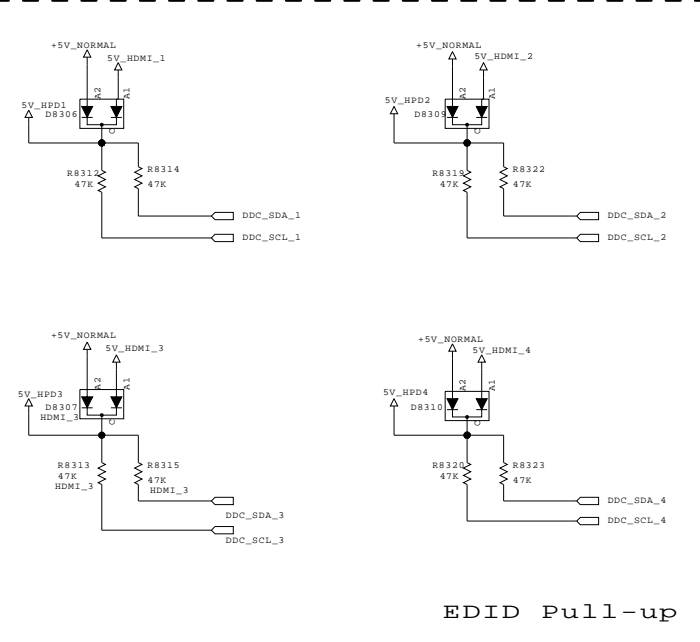 +5V_NORMAL
5V_HDMI_1
A2
A1
5V_HPD1
D8306
C
R8312
47K
R8314
47K
DDC_SDA_1
DDC_SCL_1
+5V_NORMAL
5V_HDMI_2
A2
A1
5V_HPD2
D8309
C
R8319
47K
R8322
47K
DDC_SDA_2
DDC_SCL_2
+5V_NORMAL
5V_HDMI_3
A2
A1
5V_HPD3
D8307
HDMI_3
C
R8313
47K
HDMI_3
R8315
47K
HDMI_3
DDC_SDA_3
DDC_SCL_3
+5V_NORMAL
5V_HDMI_4
A2
A1
5V_HPD4
D8310
C
R8320
47K
R8323
47K
DDC_SDA_4
DDC_SCL_4
EDID Pull-up